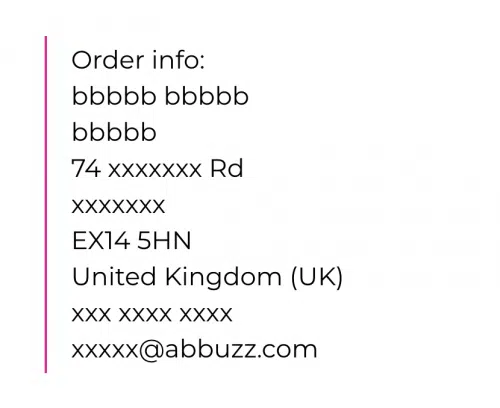 Order info:
bbbbb bbbbb
bbbbb
74 xxxxxxx Rd
xxxxxxx
EX14 5HN
United Kingdom (UK)
xxx xxxx xxxx
xxxxx@abbuzz.com